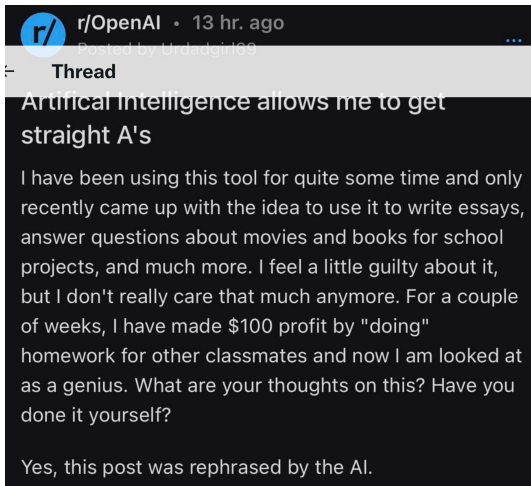 r/ r/OpenAI • 13 hr. ago
Posted by Urdadgirl69
← Thread
Artifical Intelligence allows me to get
straight A's
I have been using this tool for quite some time and only
recently came up with the idea to use it to write essays,
answer questions about movies and books for school
projects, and much more. I feel a little guilty about it,
but I don't really care that much anymore. For a couple
of weeks, I have made $100 profit by "doing"
homework for other classmates and now I am looked at
as a genius. What are your thoughts on this? Have you
done it yourself?
Yes, this post was rephrased by the AI.